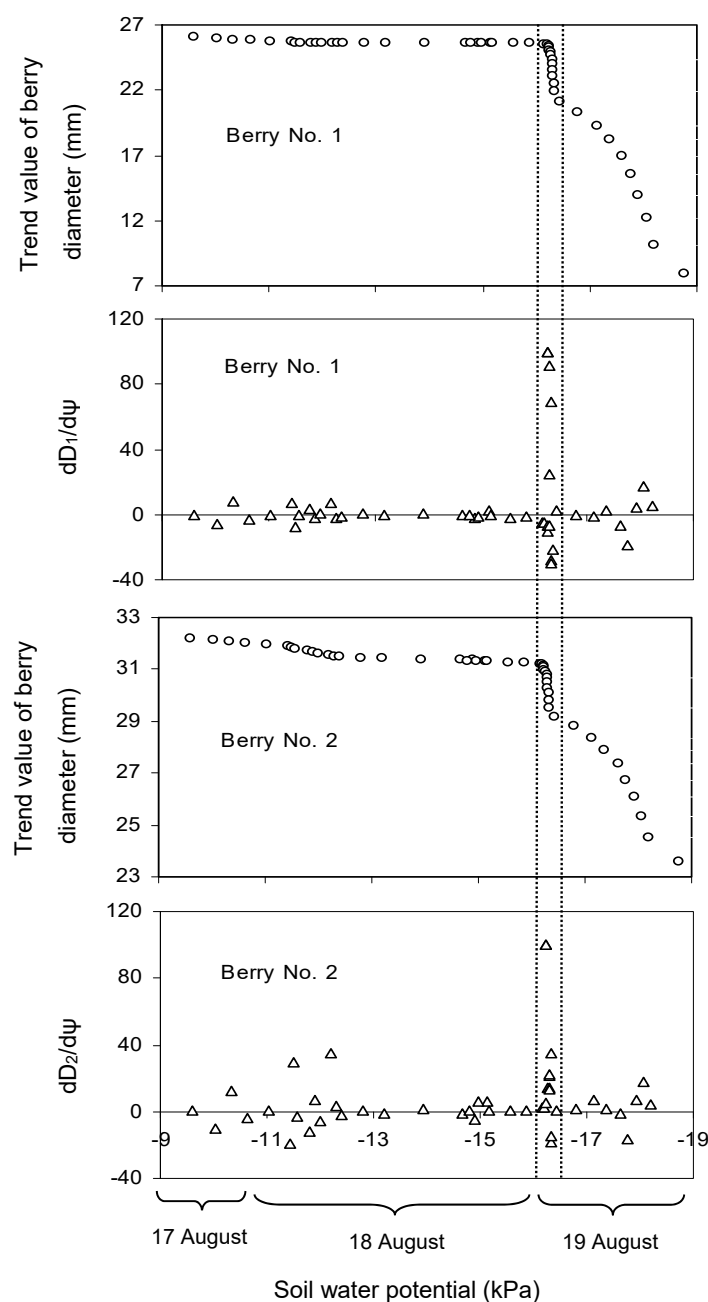 27
22
17
12
7
Trend value of berry
diameter (mm)
Berry No. 1
120
80
40
0
-40
dD1/dψ
Berry No. 1
33
31
29
27
25
23
Trend value of berry
diameter (mm)
Berry No. 2
120
80
40
0
-40
dD2/dψ
Berry No. 2
-9 -11 -13 -15 -17 -19
17 August 18 August 19 August
Soil water potential (kPa)